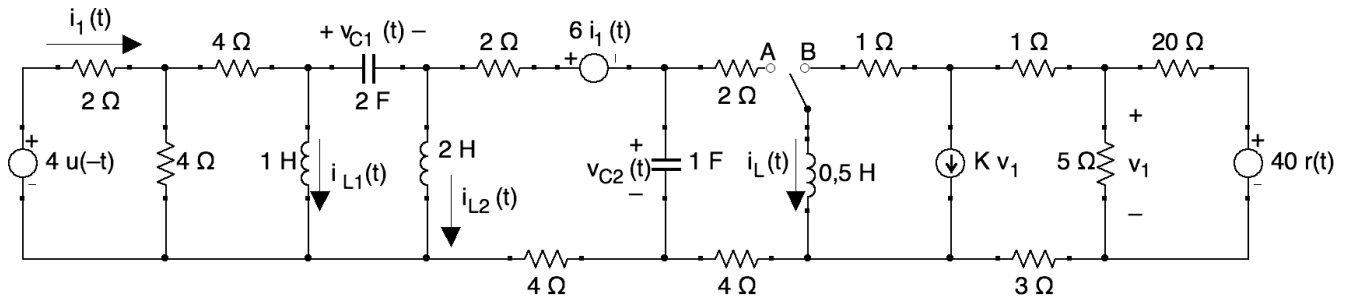 i1 (t)
4 Ω
+ vC1 (t) –
2 Ω
6 i1 (t)
+ -
A B
1 Ω
1 Ω
20 Ω
2 Ω
2 F
2 Ω
+
-
4 u(–t)
4 Ω
1 H
i L1(t)
2 H
iL2 (t)
+
vC2 (t)
–
1 F
iL(t)
0,5 H
K v1
5 Ω
+
v1
–
+
-
40 r(t)
4 Ω
4 Ω
3 Ω